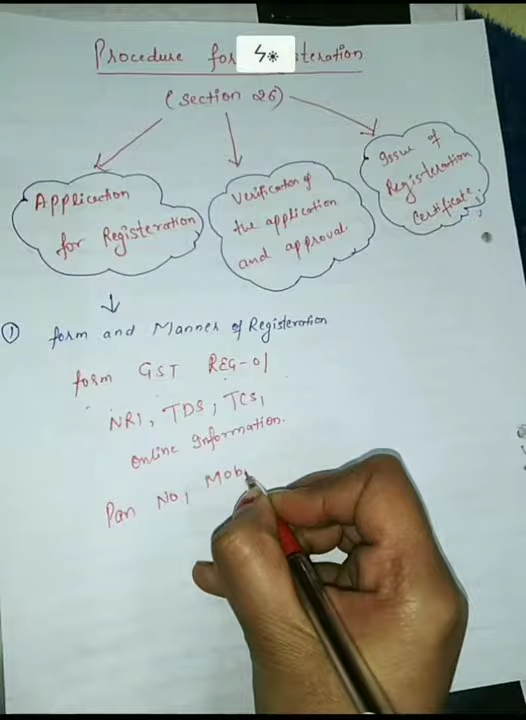 Procedure for steration
(Section 26)
Application
for Registeration
Verification of
the application
and approval.
Issue of
Registeration
Certificate
① form and Manner of Registeration
form GST REG-01
NRI, TDS, TCS,
Online Information.
Pan No, Mob